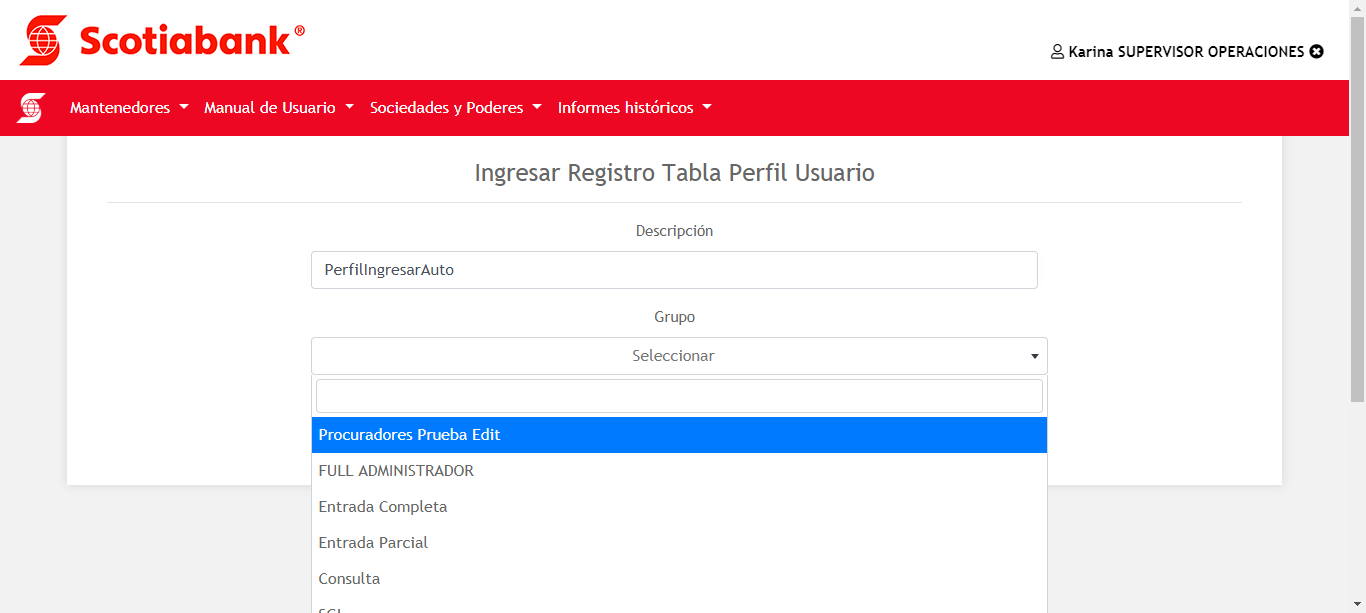 Scotiabank®
Karina SUPERVISOR OPERACIONES
Mantenedores Manual de Usuario Sociedades y Poderes Informes históricos
Ingresar Registro Tabla Perfil Usuario
Descripción
PerfilIngresarAuto
Grupo
Seleccionar
Procuradores Prueba Edit
FULL ADMINISTRADOR
Entrada Completa
Entrada Parcial
Consulta